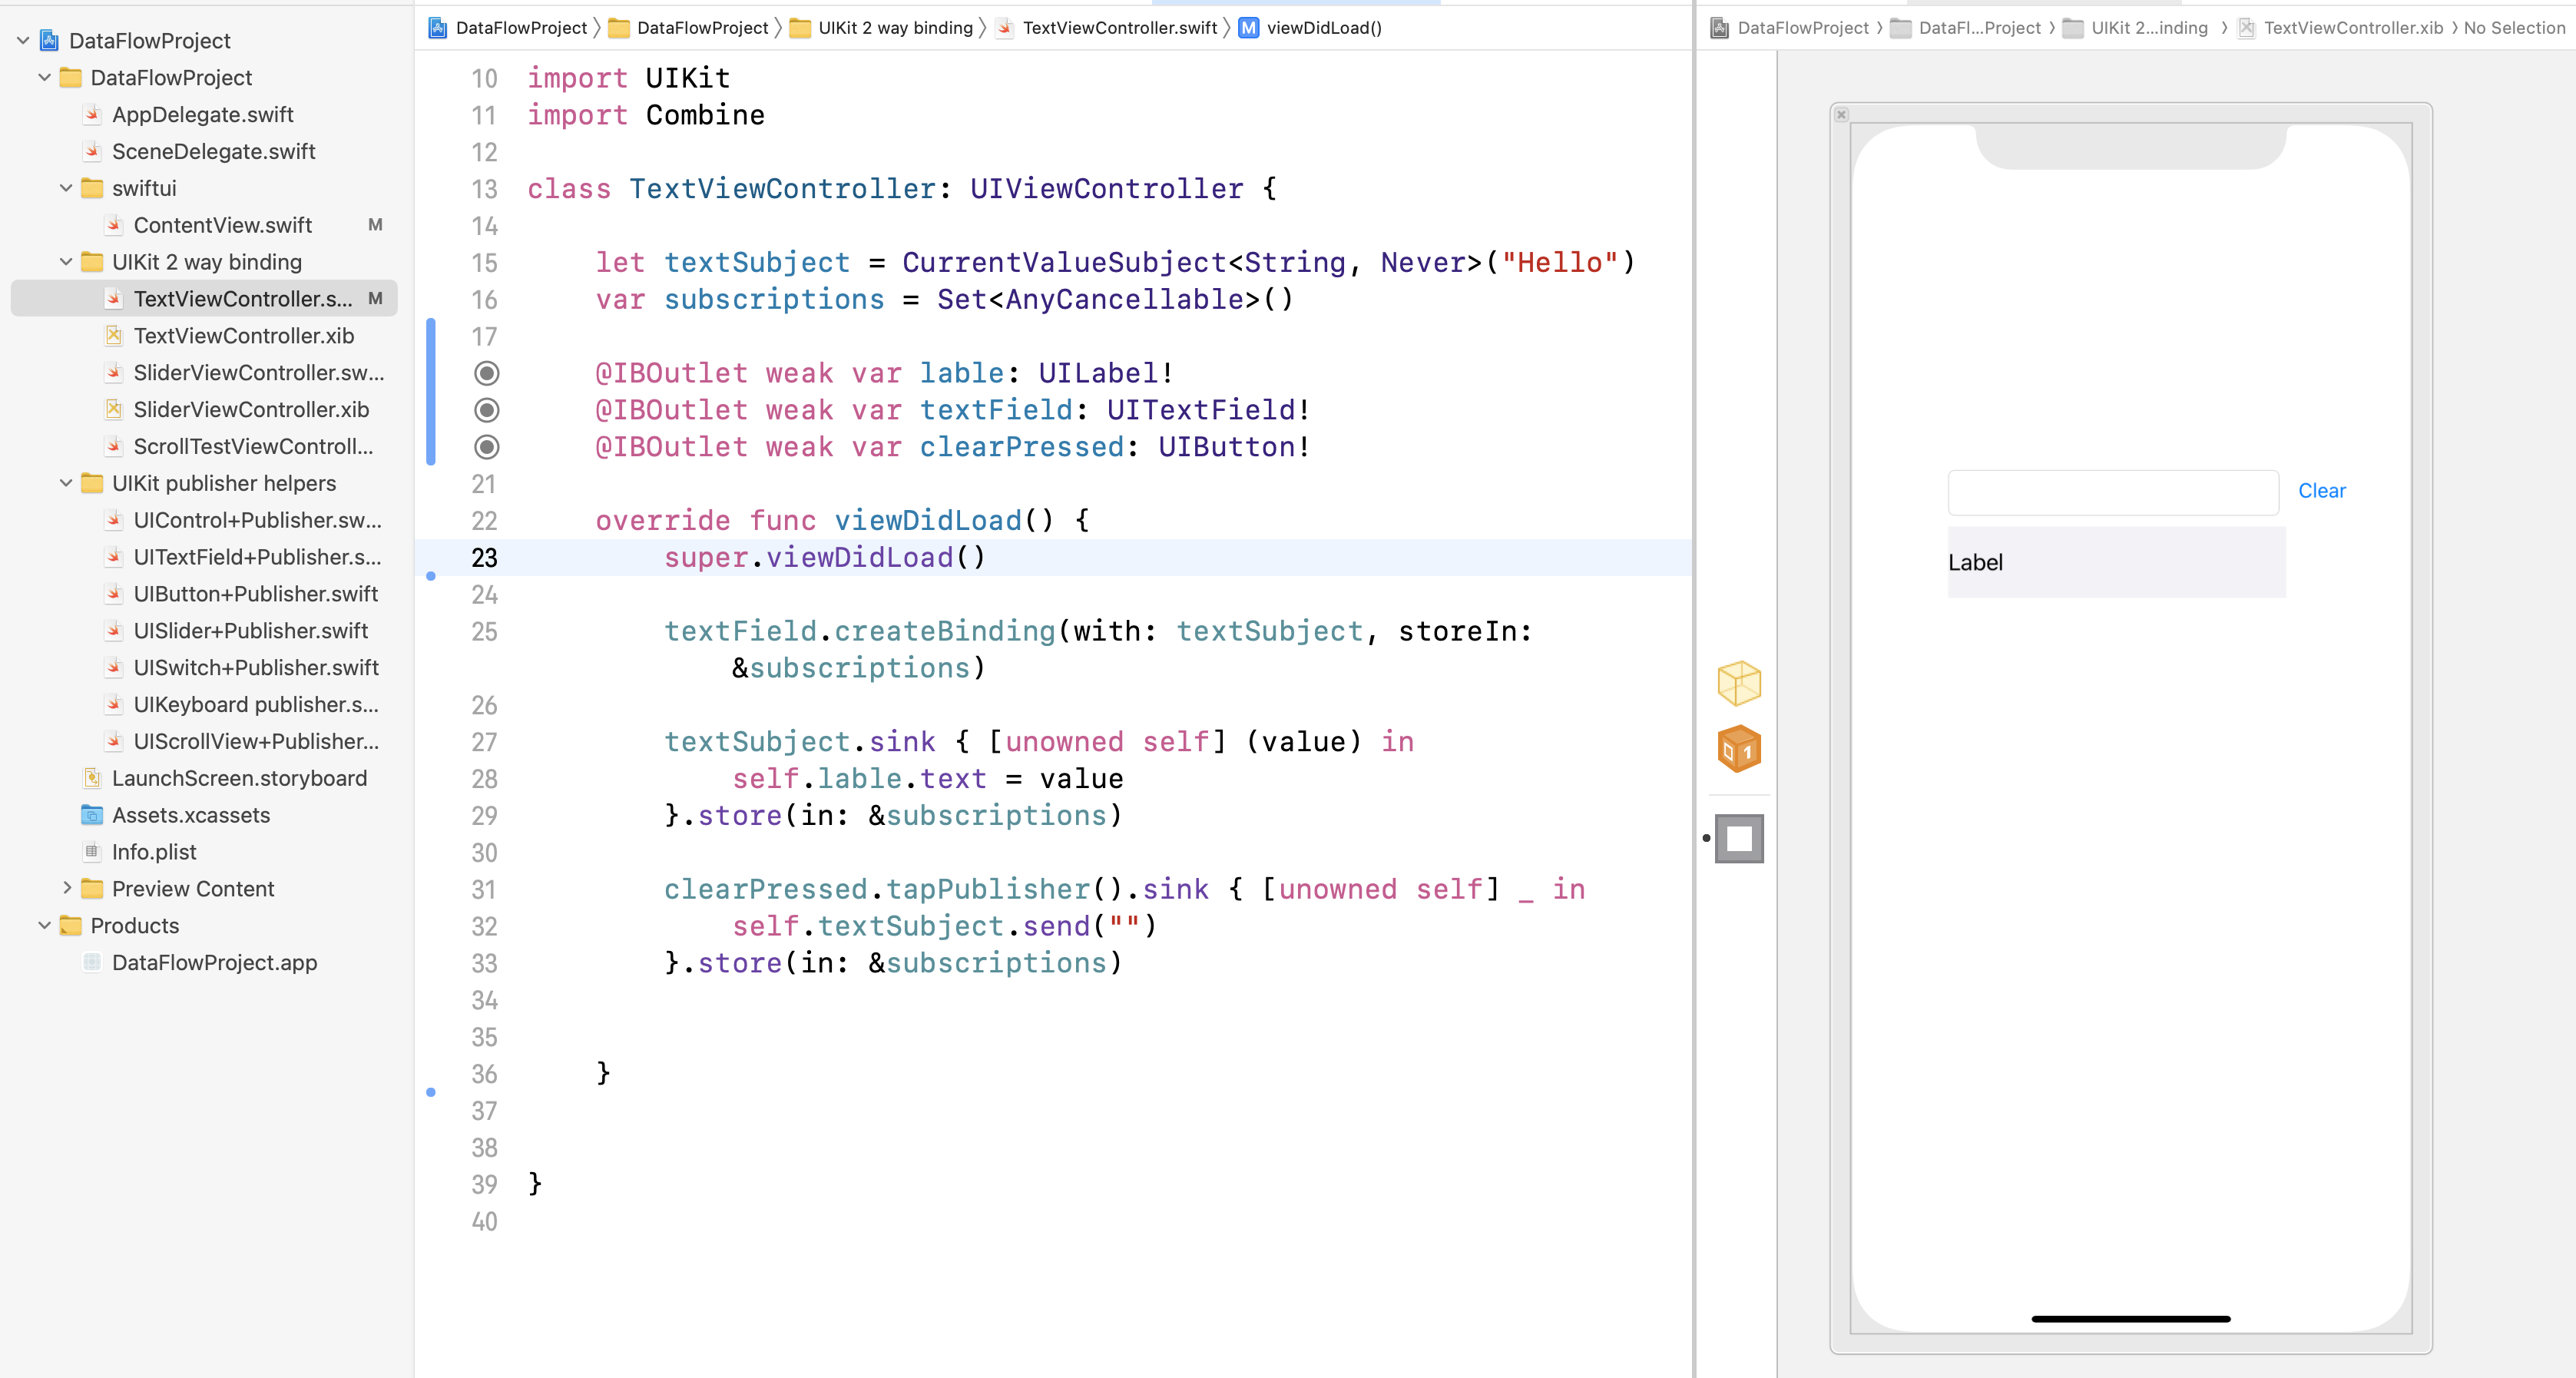 DataFlowProject
DataFlowProject
AppDelegate.swift
SceneDelegate.swift
swiftui
ContentView.swift M
UIKit 2 way binding
TextViewController.s... M
TextViewController.xib
SliderViewController.sw...
SliderViewController.xib
ScrollTestViewControll...
UIKit publisher helpers
UIControl+Publisher.sw...
UITextField+Publisher.s...
UIButton+Publisher.swift
UISlider+Publisher.swift
UISwitch+Publisher.swift
UIKeyboard publisher.s...
UIScrollView+Publisher...
LaunchScreen.storyboard
Assets.xcassets
Info.plist
Preview Content
Products
DataFlowProject.app
DataFlowProject 〉 DataFlowProject 〉 UIKit 2 way binding 〉 TextViewController.swift 〉 M viewDidLoad()
10 import UIKit
11 import Combine
12
13 class TextViewController: UIViewController {
14
15 let textSubject = CurrentValueSubject<String, Never>("Hello")
16 var subscriptions = Set<AnyCancellable>()
17
@IBOutlet weak var lable: UILabel!
@IBOutlet weak var textField: UITextField!
@IBOutlet weak var clearPressed: UIButton!
21
22 override func viewDidLoad() {
23 super.viewDidLoad()
24
25 textField.createBinding(with: textSubject, storeIn:
&subscriptions)
26
27 textSubject.sink { [unowned self] (value) in
28 self.lable.text = value
29 }.store(in: &subscriptions)
30
31 clearPressed.tapPublisher().sink { [unowned self] _ in
32 self.textSubject.send("")
33 }.store(in: &subscriptions)
34
35
36 }
37
38
39 }
40
DataFlowProject 〉 DataFl...Project 〉 UIKit 2...inding 〉 TextViewController.xib 〉 No Selection
Clear
Label
1